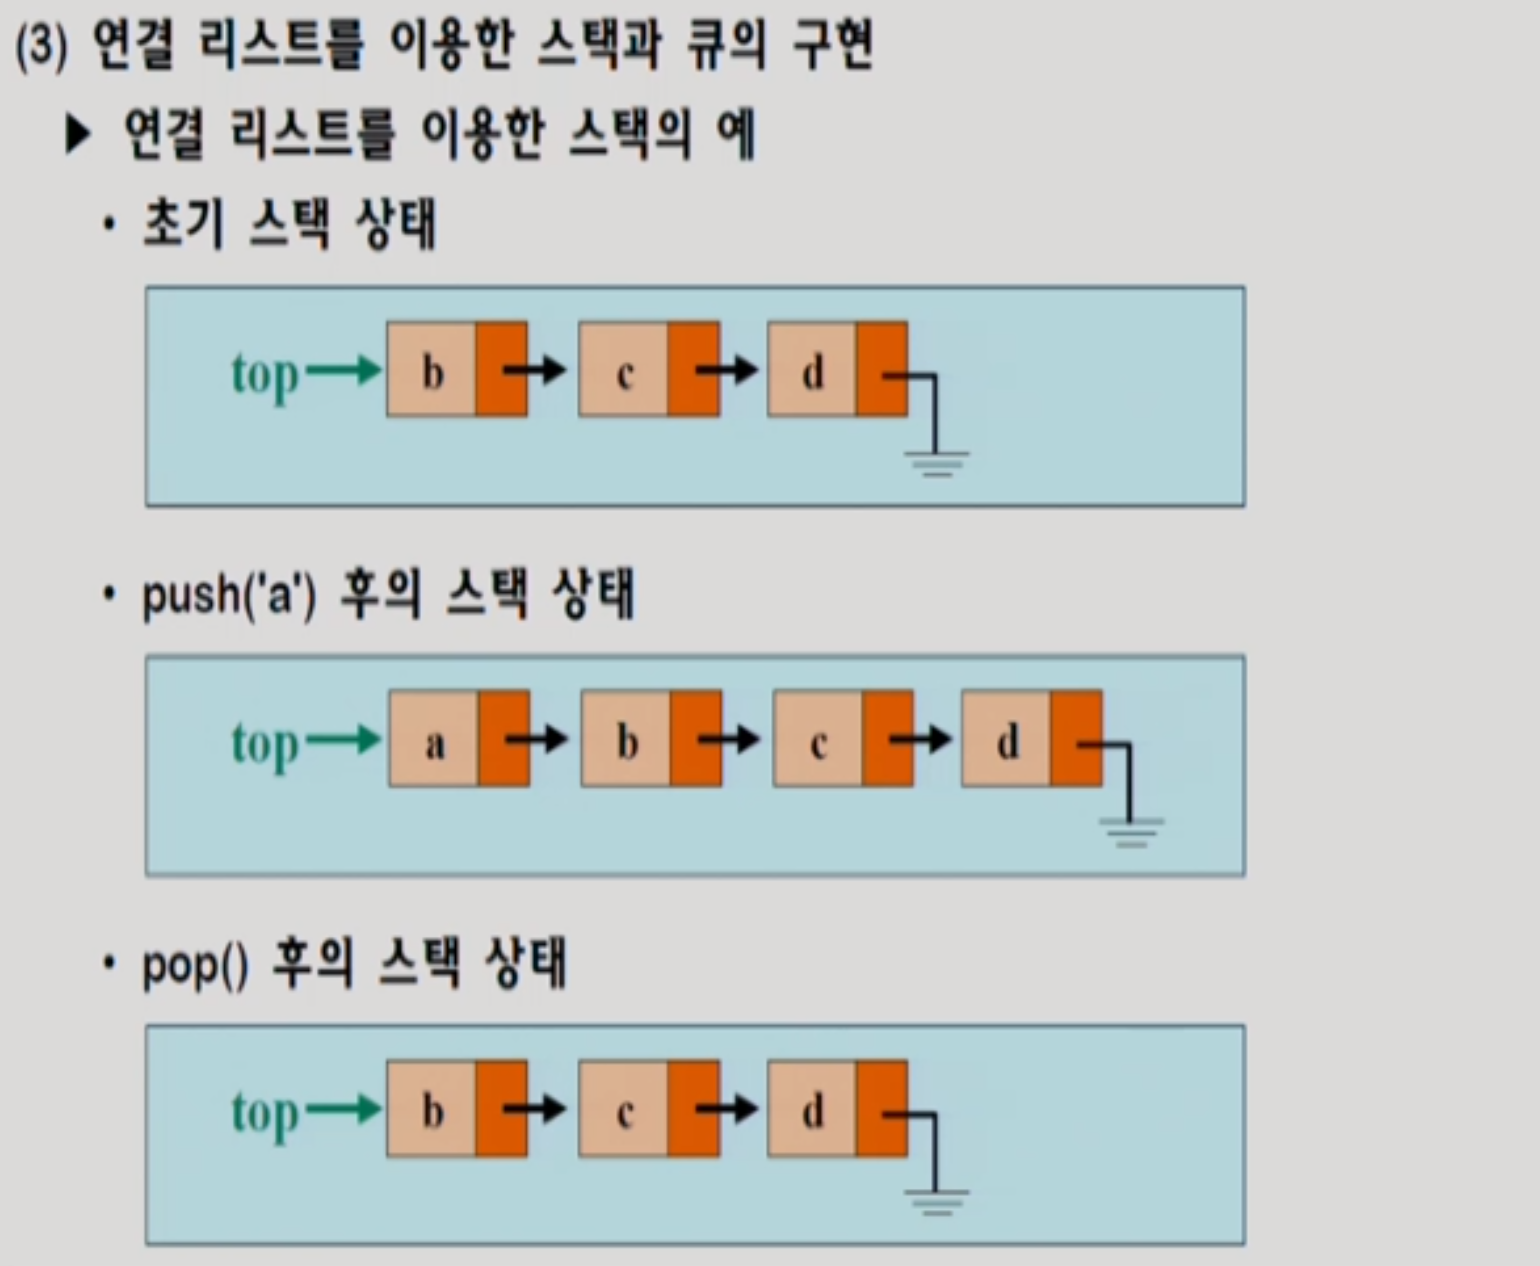 (3) 연결 리스트를 이용한 스택과 큐의 구현
▶ 연결 리스트를 이용한 스택의 예
• 초기 스택 상태
top b c d
• push('a') 후의 스택 상태
top a b c d
• pop() 후의 스택 상태
top b c d